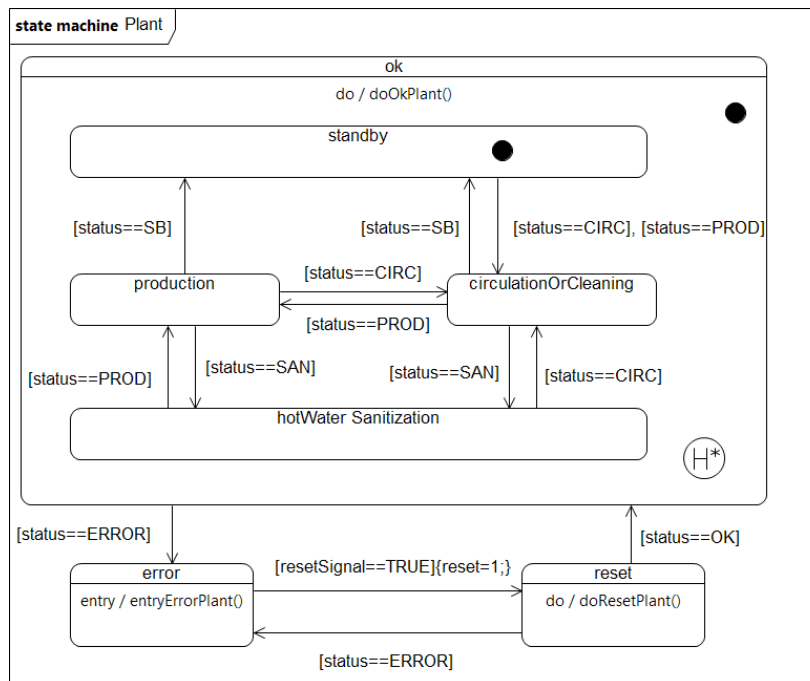 state machine Plant
ok
do / doOkPlant()
standby
[status==SB]
[status==SB]
[status==CIRC], [status==PROD]
production
[status==CIRC]
circulationOrCleaning
[status==PROD]
[status==PROD]
[status==SAN]
[status==SAN]
[status==CIRC]
hotWater Sanitization
H*
[status==ERROR]
[status==OK]
error
[resetSignal==TRUE]{reset=1;}
reset
entry / entryErrorPlant()
do / doResetPlant()
[status==ERROR]